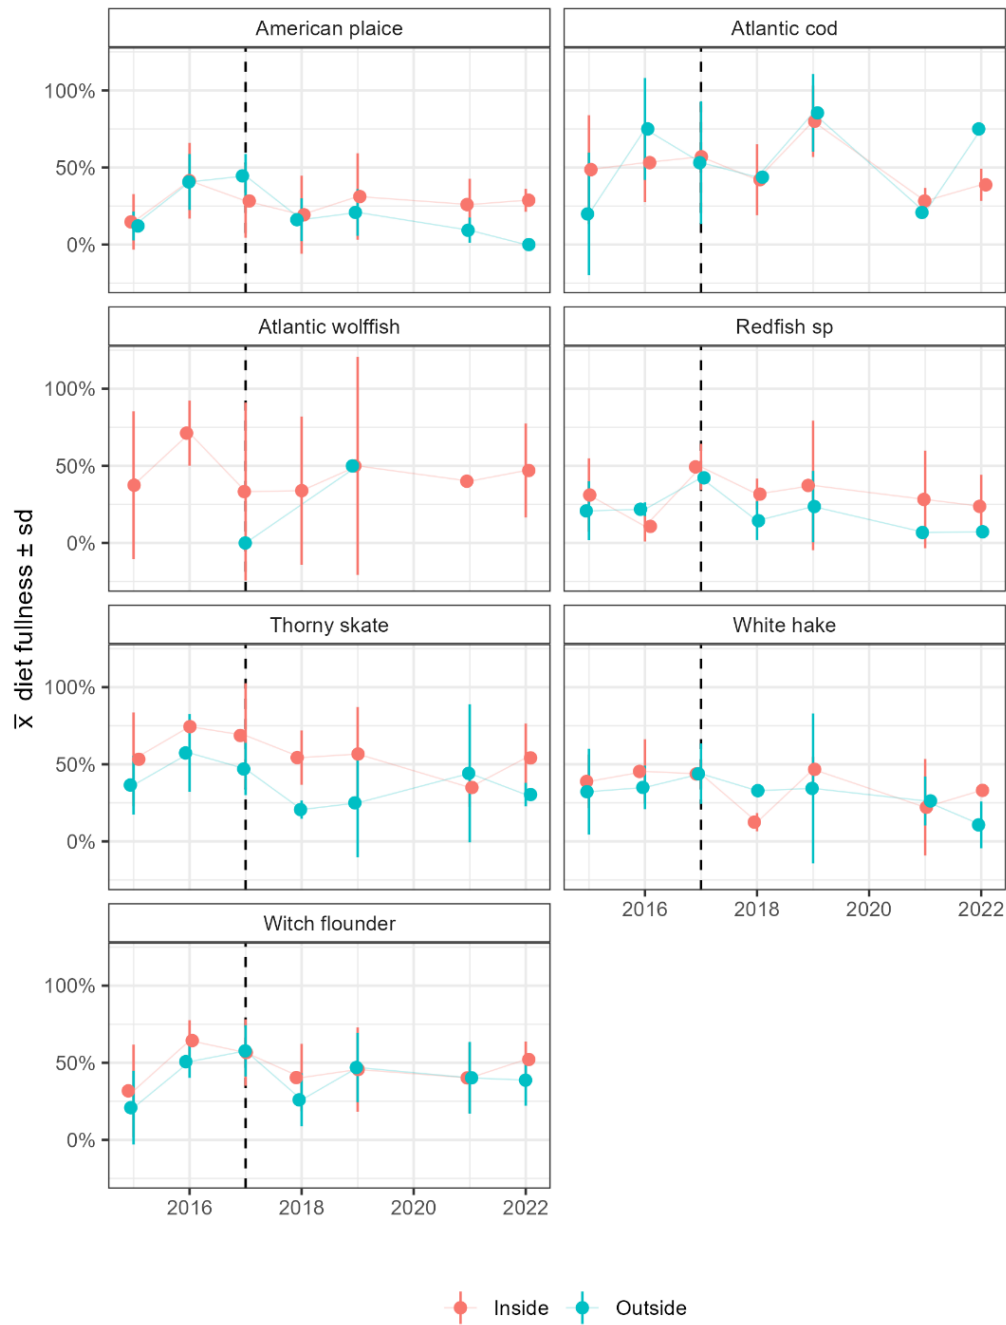 American plaice
Atlantic cod
100%
50%
0%
Atlantic wolffish
Redfish sp
100%
50%
0%
x̅ diet fullness ± sd
Thorny skate
White hake
100%
50%
0%
2016 2018 2020 2022
Witch flounder
100%
50%
0%
2016 2018 2020 2022
Inside Outside